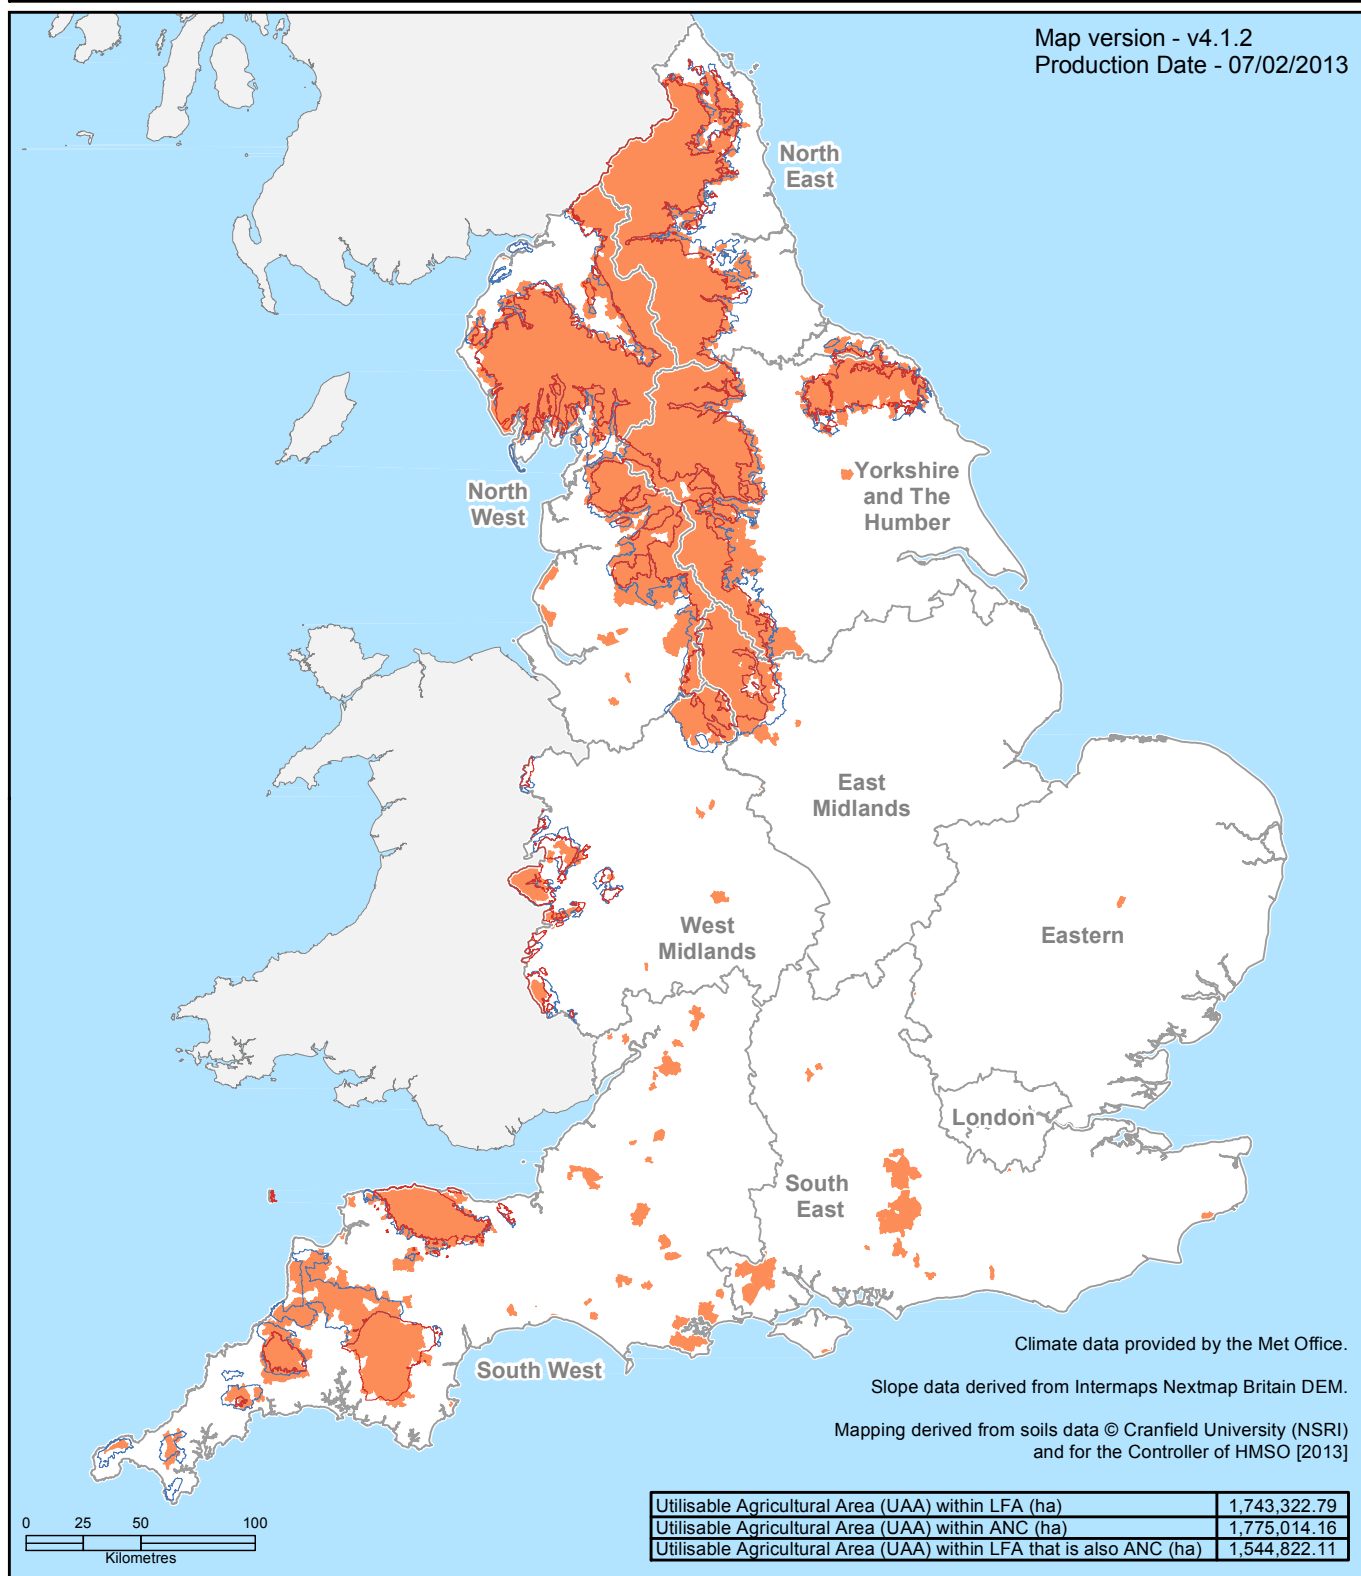 Map version - v4.1.2
Production Date - 07/02/2013
North
East
Yorkshire
and The
Humber
North
West
East
Midlands
West
Midlands
Eastern
London
South
East
South West
Climate data provided by the Met Office.
Slope data derived from Intermaps Nextmap Britain DEM.
Mapping derived from soils data © Cranfield University (NSRI)
and for the Controller of HMSO [2013]
Utilisable Agricultural Area (UAA) within LFA (ha) 1,743,322.79
Utilisable Agricultural Area (UAA) within ANC (ha) 1,775,014.16
Utilisable Agricultural Area (UAA) within LFA that is also ANC (ha) 1,544,822.11
0 25 50 100
Kilometres